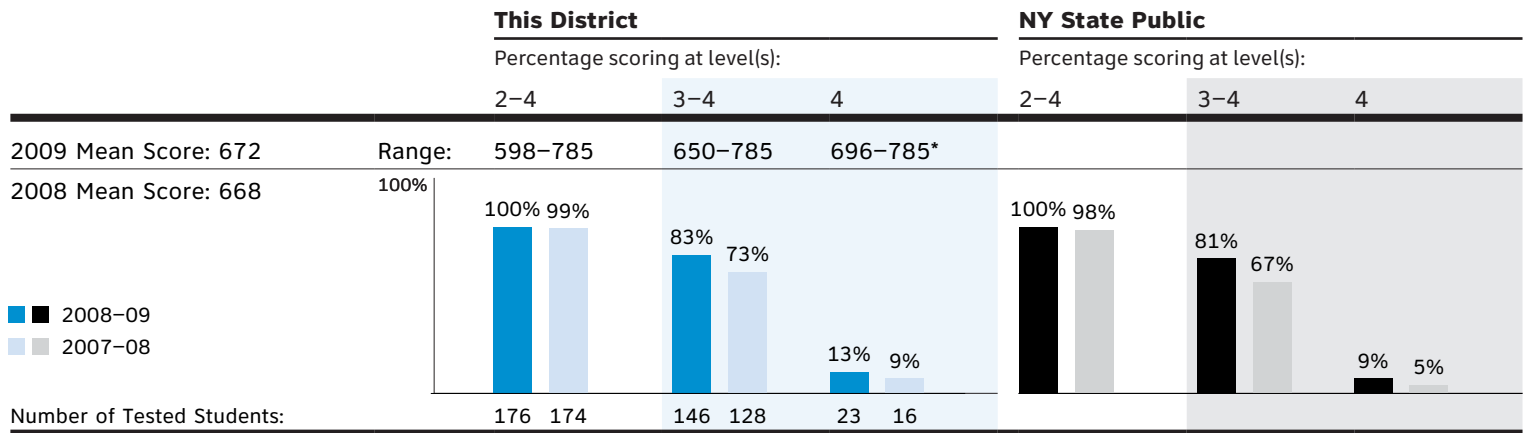 This District NY State Public
Percentage scoring at level(s): Percentage scoring at level(s):
2–4 3–4 4 2–4 3–4 4
2009 Mean Score: 672 Range: 598–785 650–785 696–785*
2008 Mean Score: 668 100%
100% 99% 83% 73% 13% 9% 100% 98% 81% 67% 9% 5%
2008–09
2007–08
Number of Tested Students: 176 174 146 128 23 16